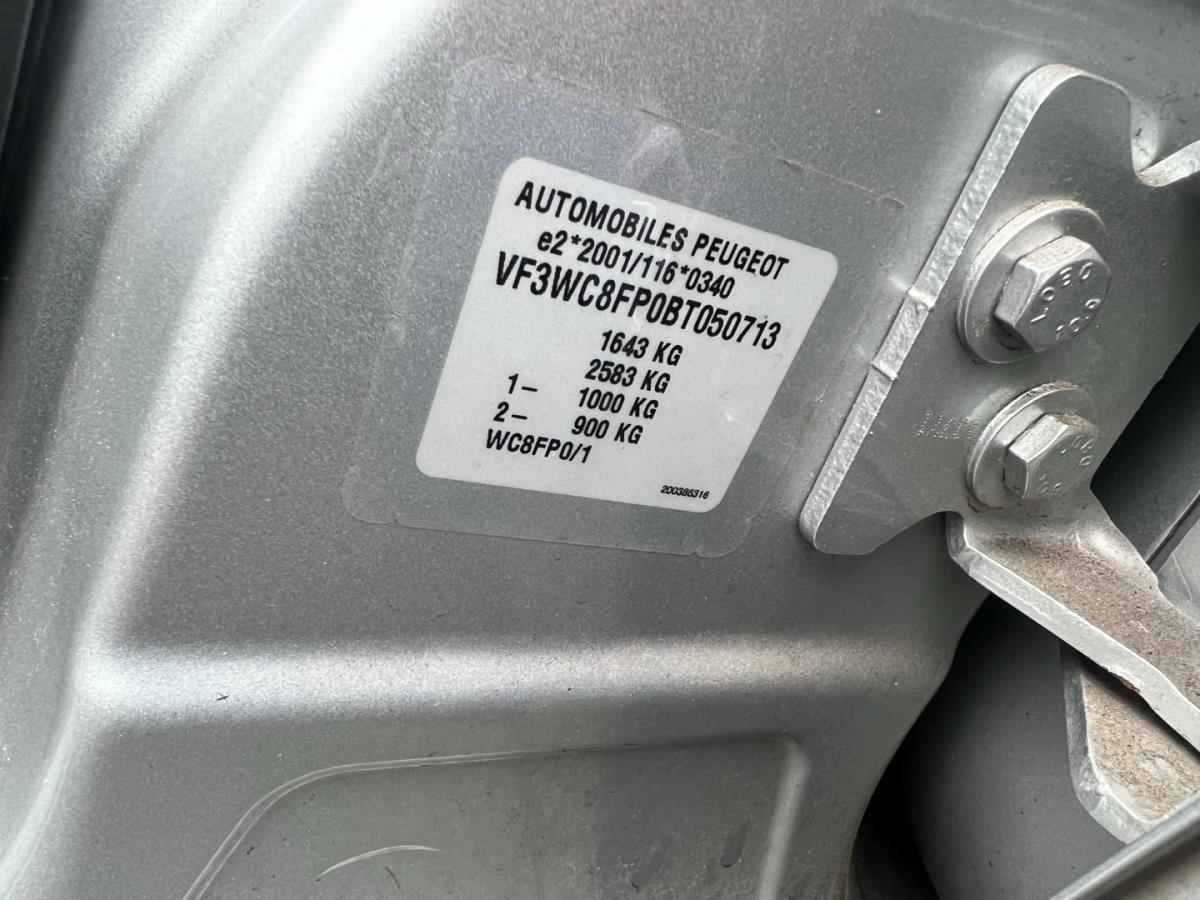 AUTOMOBILES PEUGEOT
e2*2001/116*0340
VF3WC8FP0BT050713
1643 KG
2583 KG
1- 1000 KG
2- 900 KG
WC8FP0/1
200386316